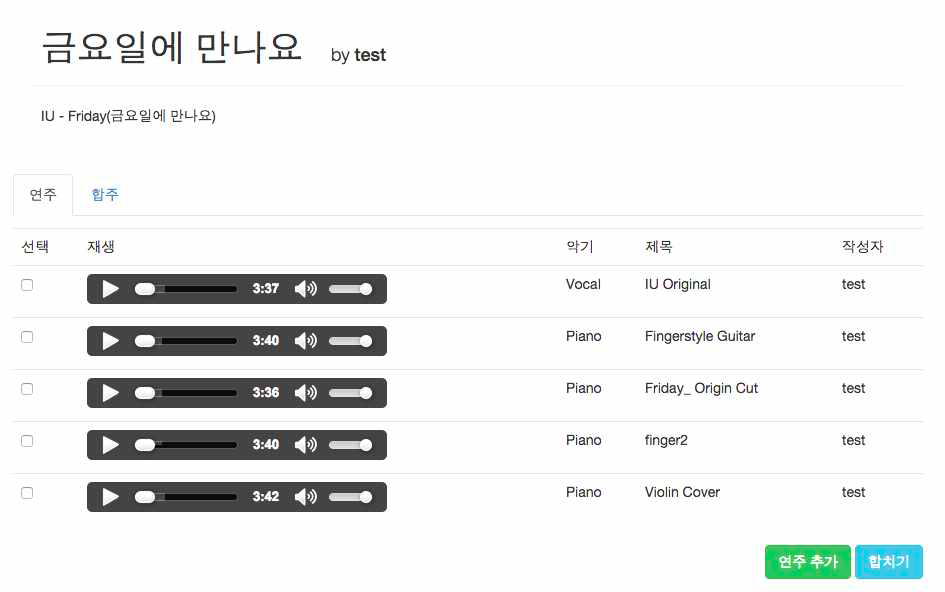 금요일에 만나요 by test
IU - Friday(금요일에 만나요)
연주 합주
선택 재생 악기 제목 작성자
3:37 Vocal IU Original test
3:40 Piano Fingerstyle Guitar test
3:36 Piano Friday_ Origin Cut test
3:40 Piano finger2 test
3:42 Piano Violin Cover test
연주 추가 합치기